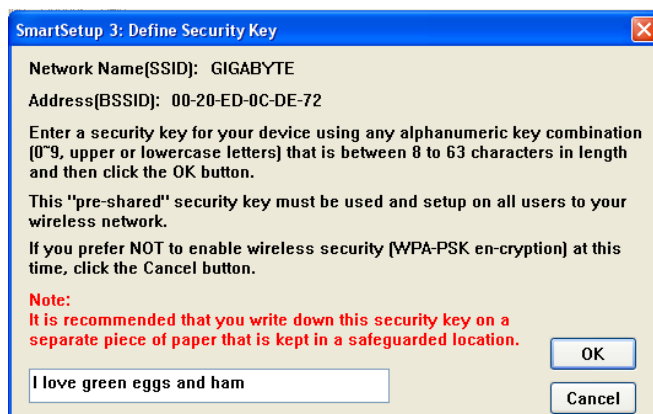 SmartSetup 3: Define Security Key
Network Name(SSID): GIGABYTE
Address(BSSID): 00-20-ED-0C-DE-72
Enter a security key for your device using any alphanumeric key combination
(0~9, upper or lowercase letters) that is between 8 to 63 characters in length
and then click the OK button.
This "pre-shared" security key must be used and setup on all users to your
wireless network.
If you prefer NOT to enable wireless security (WPA-PSK en-cryption) at this
time, click the Cancel button.
Note:
It is recommended that you write down this security key on a
separate piece of paper that is kept in a safeguarded location.
OK
I love green eggs and ham
Cancel